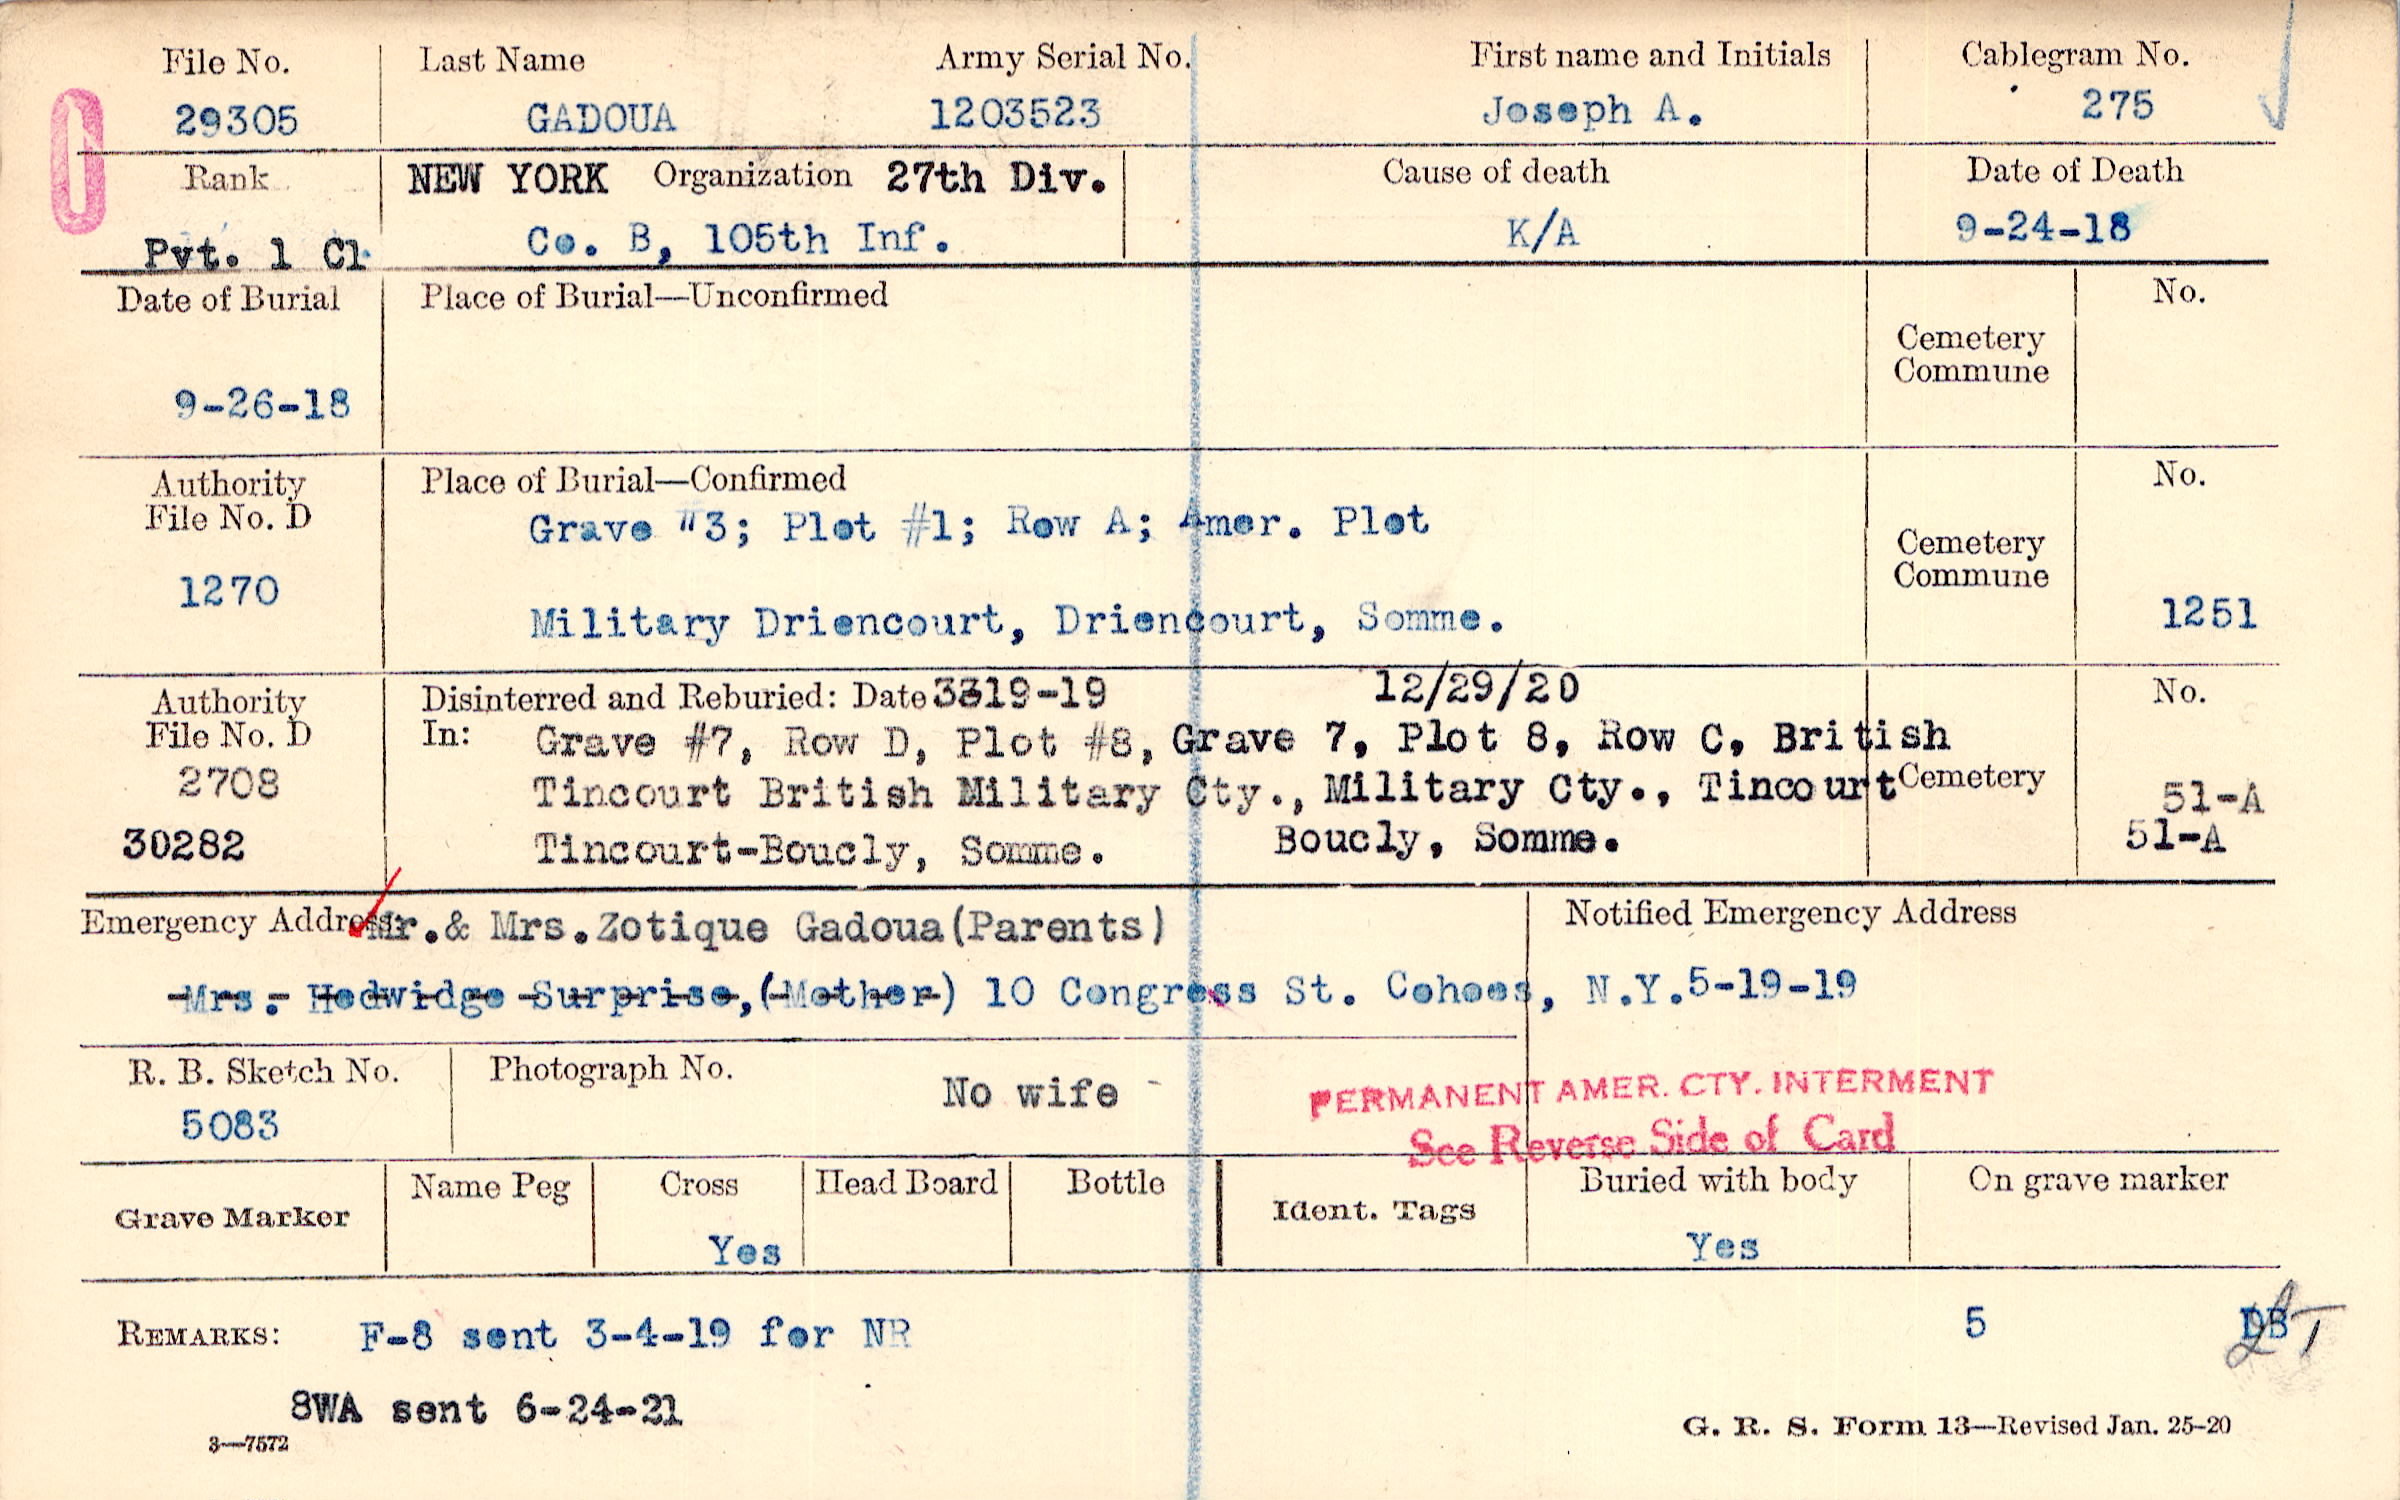 File No. Last Name Army Serial No. First name and Initials Cablegram No.
29305 GADOUA 1203523 Joseph A. 275
Rank NEW YORK Organization 27th Div. Cause of death Date of Death
Pvt. 1 Cl. Co. B, 105th Inf. K/A 9-24-18
Date of Burial Place of Burial—Unconfirmed No.
Cemetery
Commune
9-26-18
Authority Place of Burial—Confirmed No.
File No. D Grave #3; Plot #1; Row A; Amer. Plot
Cemetery
Commune
1270 Military Driencourt, Driencourt, Somme. 1251
Authority Disinterred and Reburied: Date 3319-19 12/29/20 No.
File No. D In: Grave #7, Row D, Plot #8, Grave 7, Plot 8, Row C, British
2708 Tincourt British Military Cty., Military Cty., Tincourt Cemetery 51-A
30282 Tincourt-Boucly, Somme. Boucly, Somme. 51-A
Emergency Address Mr.& Mrs.Zotique Gadoua(Parents) Notified Emergency Address
Mrs. Hedwidge Surprise,(Mother) 10 Congress St. Cohoes, N.Y.5-19-19
R. B. Sketch No. Photograph No. No wife PERMANENT AMER. CTY. INTERMENT
5083 See Reverse Side of Card
Grave Marker Name Peg Cross Head Board Bottle Ident. Tags Buried with body On grave marker
Yes Yes
REMARKS: F-8 sent 3-4-19 for NR 5 DB
8WA sent 6-24-21
3—7572 G. R. S. Form 13—Revised Jan. 25-20